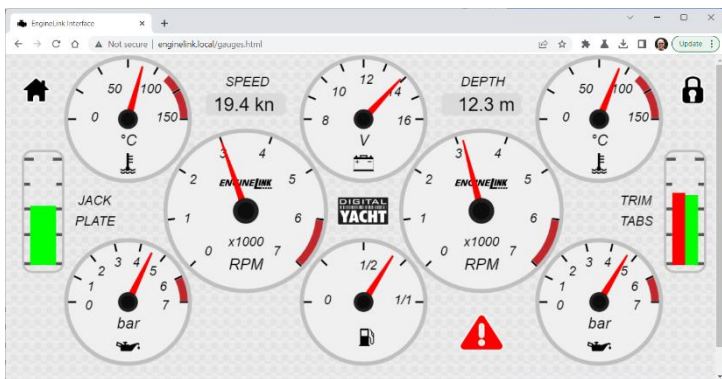 EngineLink Interface
Not secure | enginelink.local/gauges.html
Update
0 50 100 150
°C
SPEED
19.4 kn
8 10 12 14 16
V
DEPTH
12.3 m
0 50 100 150
°C
JACK
PLATE
0 1 2 3 4 5 6 7
ENGINELINK
x1000
RPM
DIGITAL
YACHT
0 1 2 3 4 5 6 7
ENGINELINK
x1000
RPM
TRIM
TABS
0 1 2 3 4 5 6 7
bar
0 1/2 1/1
0 1 2 3 4 5 6 7
bar